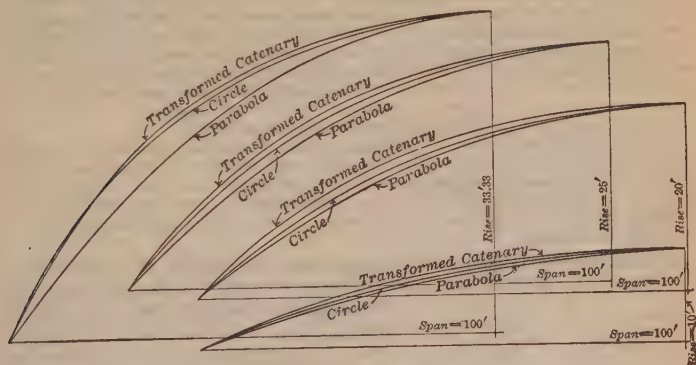 Transformed Catenary
Circle
Parabola
Transformed Catenary
Circle
Parabola
Transformed Catenary
Circle
Parabola
Transformed Catenary
Parabola
Circle
Rise=33.33'
Rise=25'
Rise=20'
Span=100'
Span=100'
Span=100'
Span=100'
Rise=10'